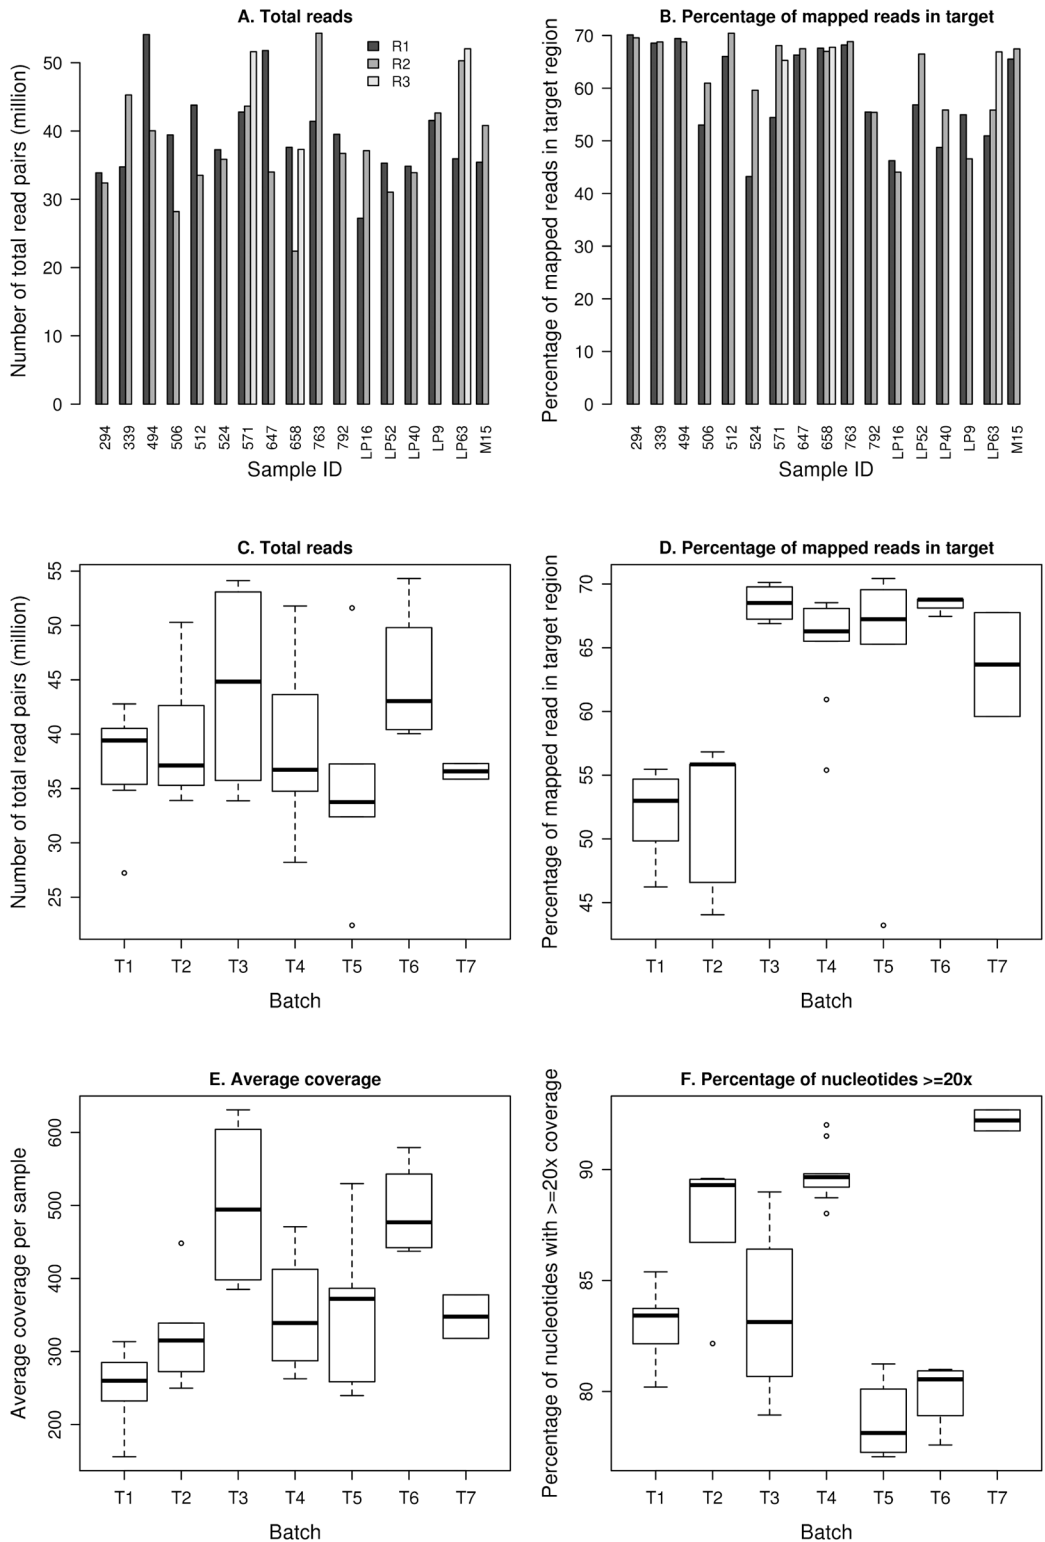 A. Total reads
Number of total read pairs (million)
50
40
30
20
10
0
R1
R2
R3
294 339 494 506 512 524 571 647 658 763 792 LP16 LP52 LP40 LP9 LP63 M15
Sample ID
B. Percentage of mapped reads in target
Percentage of mapped reads in target region
70
60
50
40
30
20
10
0
294 339 494 506 512 524 571 647 658 763 792 LP16 LP52 LP40 LP9 LP63 M15
Sample ID
C. Total reads
Number of total read pairs (million)
55
50
45
40
35
30
25
T1 T2 T3 T4 T5 T6 T7
Batch
D. Percentage of mapped reads in target
Percentage of mapped read in target region
70
65
60
55
50
45
T1 T2 T3 T4 T5 T6 T7
Batch
E. Average coverage
Average coverage per sample
600
500
400
300
200
T1 T2 T3 T4 T5 T6 T7
Batch
F. Percentage of nucleotides >=20x
Percentage of nucleotides with >=20x coverage
90
85
80
T1 T2 T3 T4 T5 T6 T7
Batch